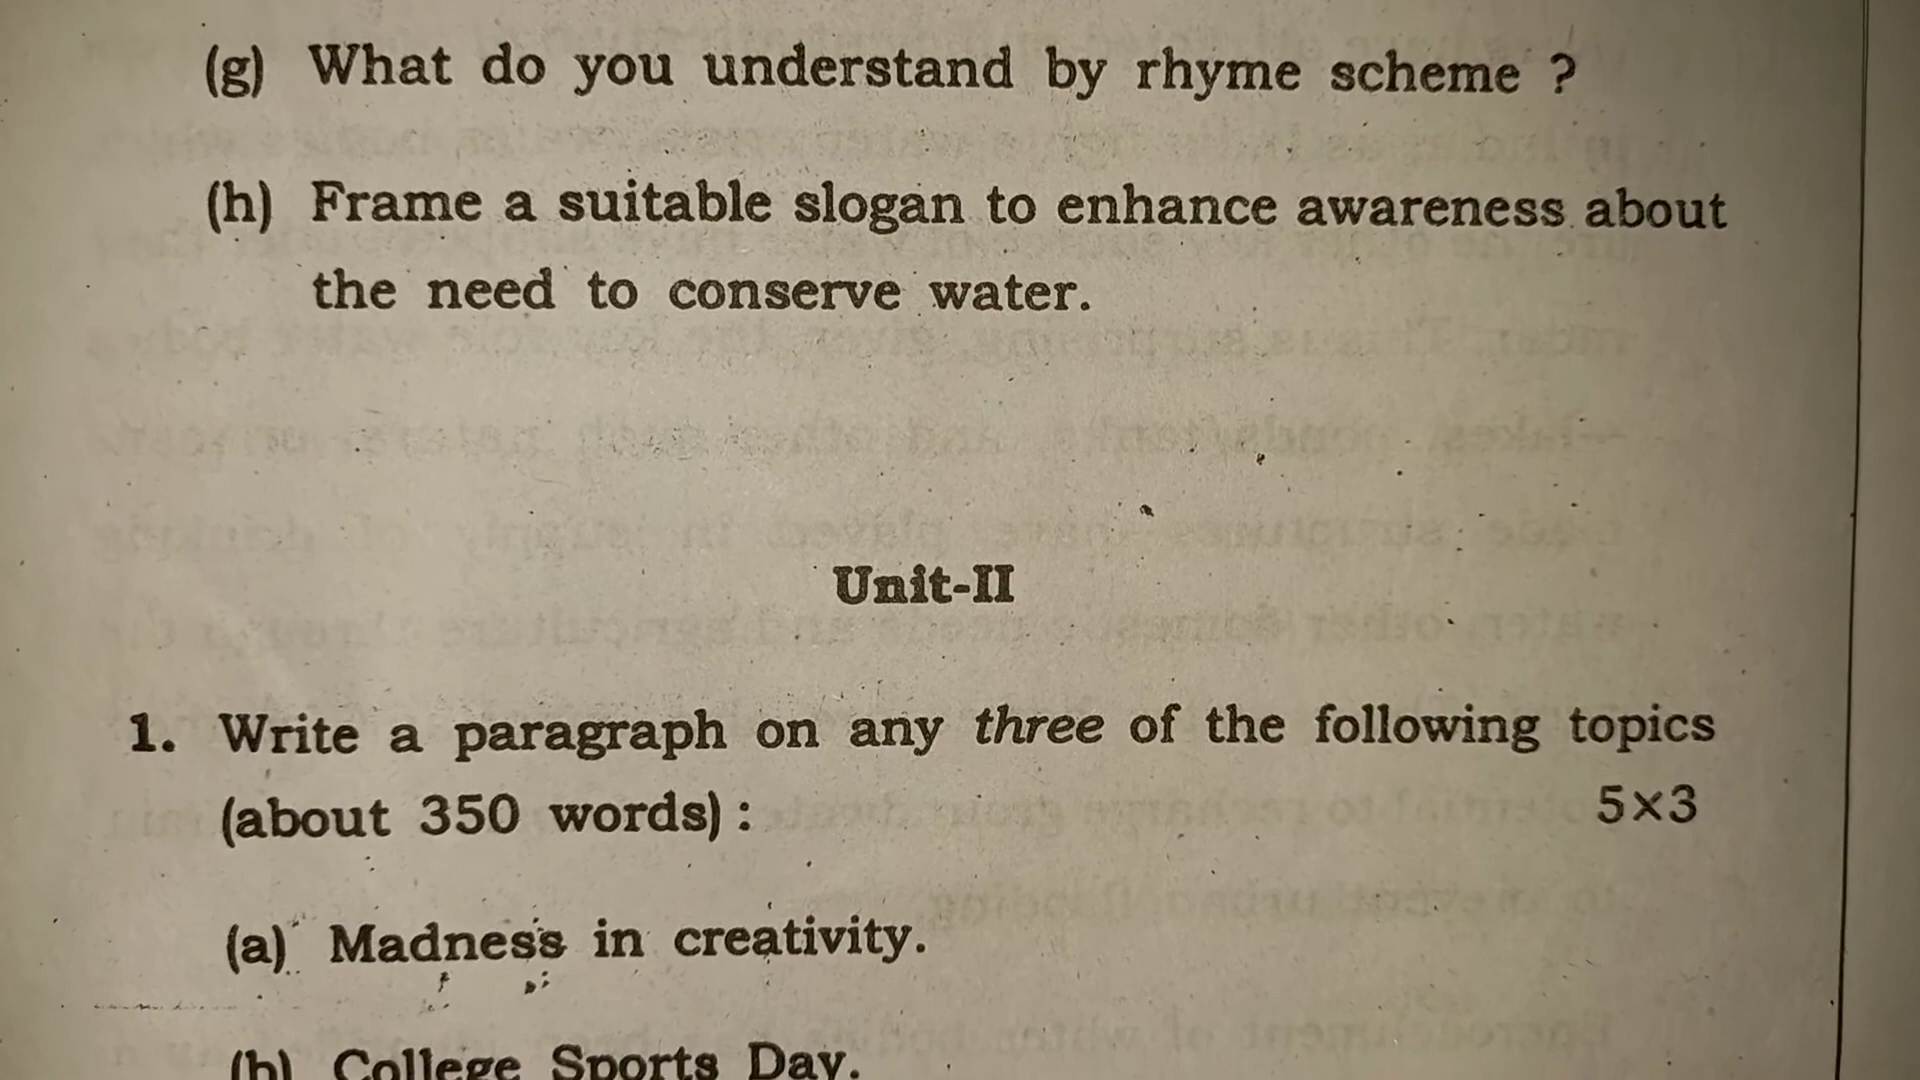 (g) What do you understand by rhyme scheme ?
(h) Frame a suitable slogan to enhance awareness about
the need to conserve water.
Unit-II
1. Write a paragraph on any three of the following topics
(about 350 words) : 5×3
(a) Madness in creativity.
(b) College Sports Day.